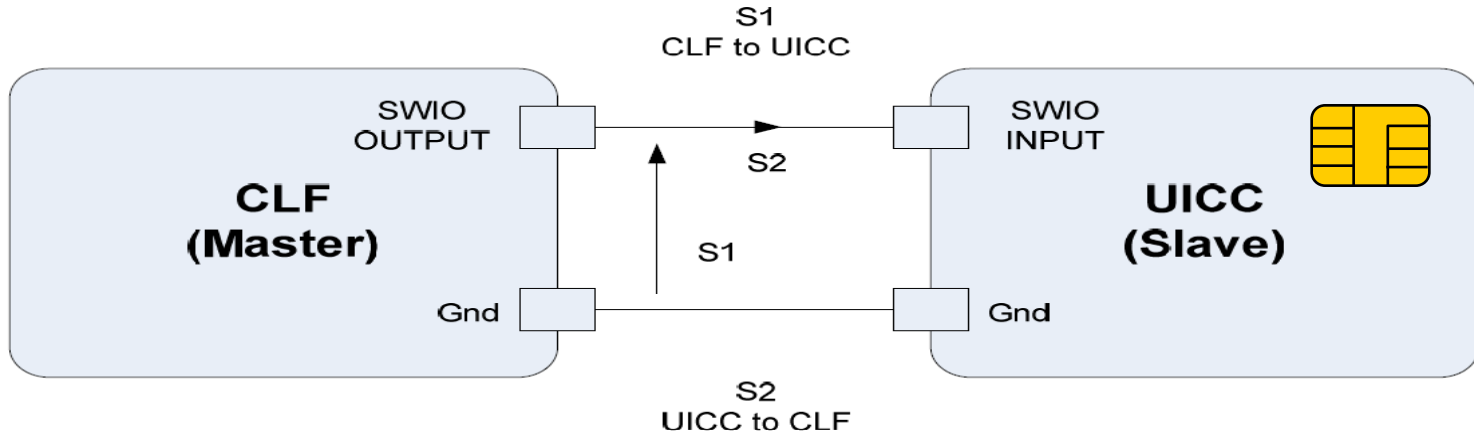 S1
CLF to UICC
SWIO
OUTPUT
SWIO
INPUT
S2
CLF
(Master)
UICC
(Slave)
S1
Gnd
Gnd
S2
UICC to CLF